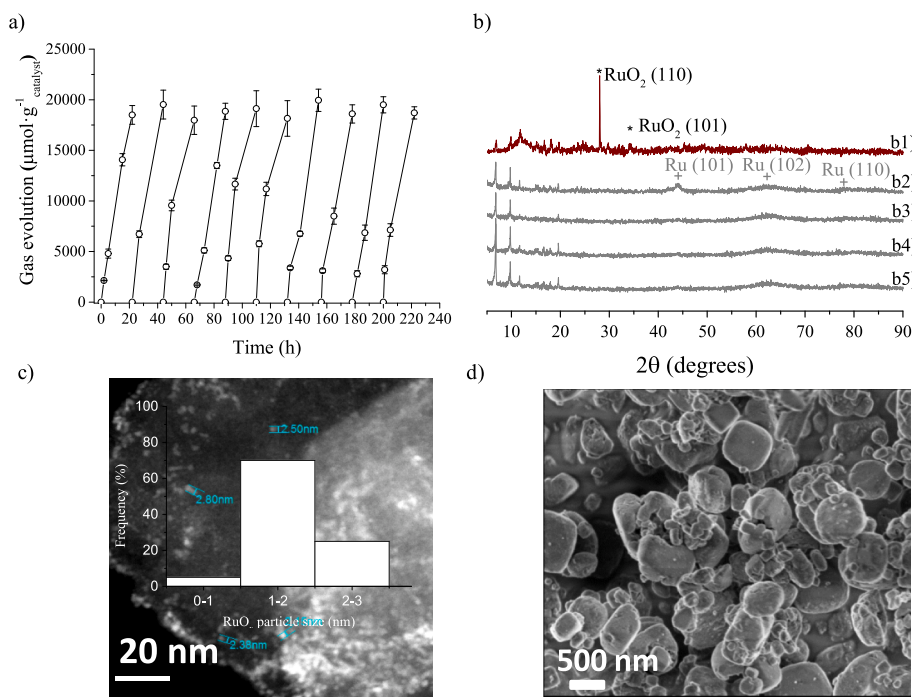 a)
25000
20000
15000
10000
5000
0
Gas evolution (μmol·g⁻¹catalyst)
0 20 40 60 80 100 120 140 160 180 200 220 240
Time (h)
b)
*RuO2 (110)
* RuO2 (101)
b1)
Ru (101) Ru (102) Ru (110)
+ + +
b2)
b3)
b4)
b5)
10 20 30 40 50 60 70 80 90
2θ (degrees)
c)
100
80
60
40
20
0
Frequency (%)
2.50nm
2.80nm
0-1 1-2 2-3
particle size (nm)
2.38nm
20 nm
d)
500 nm